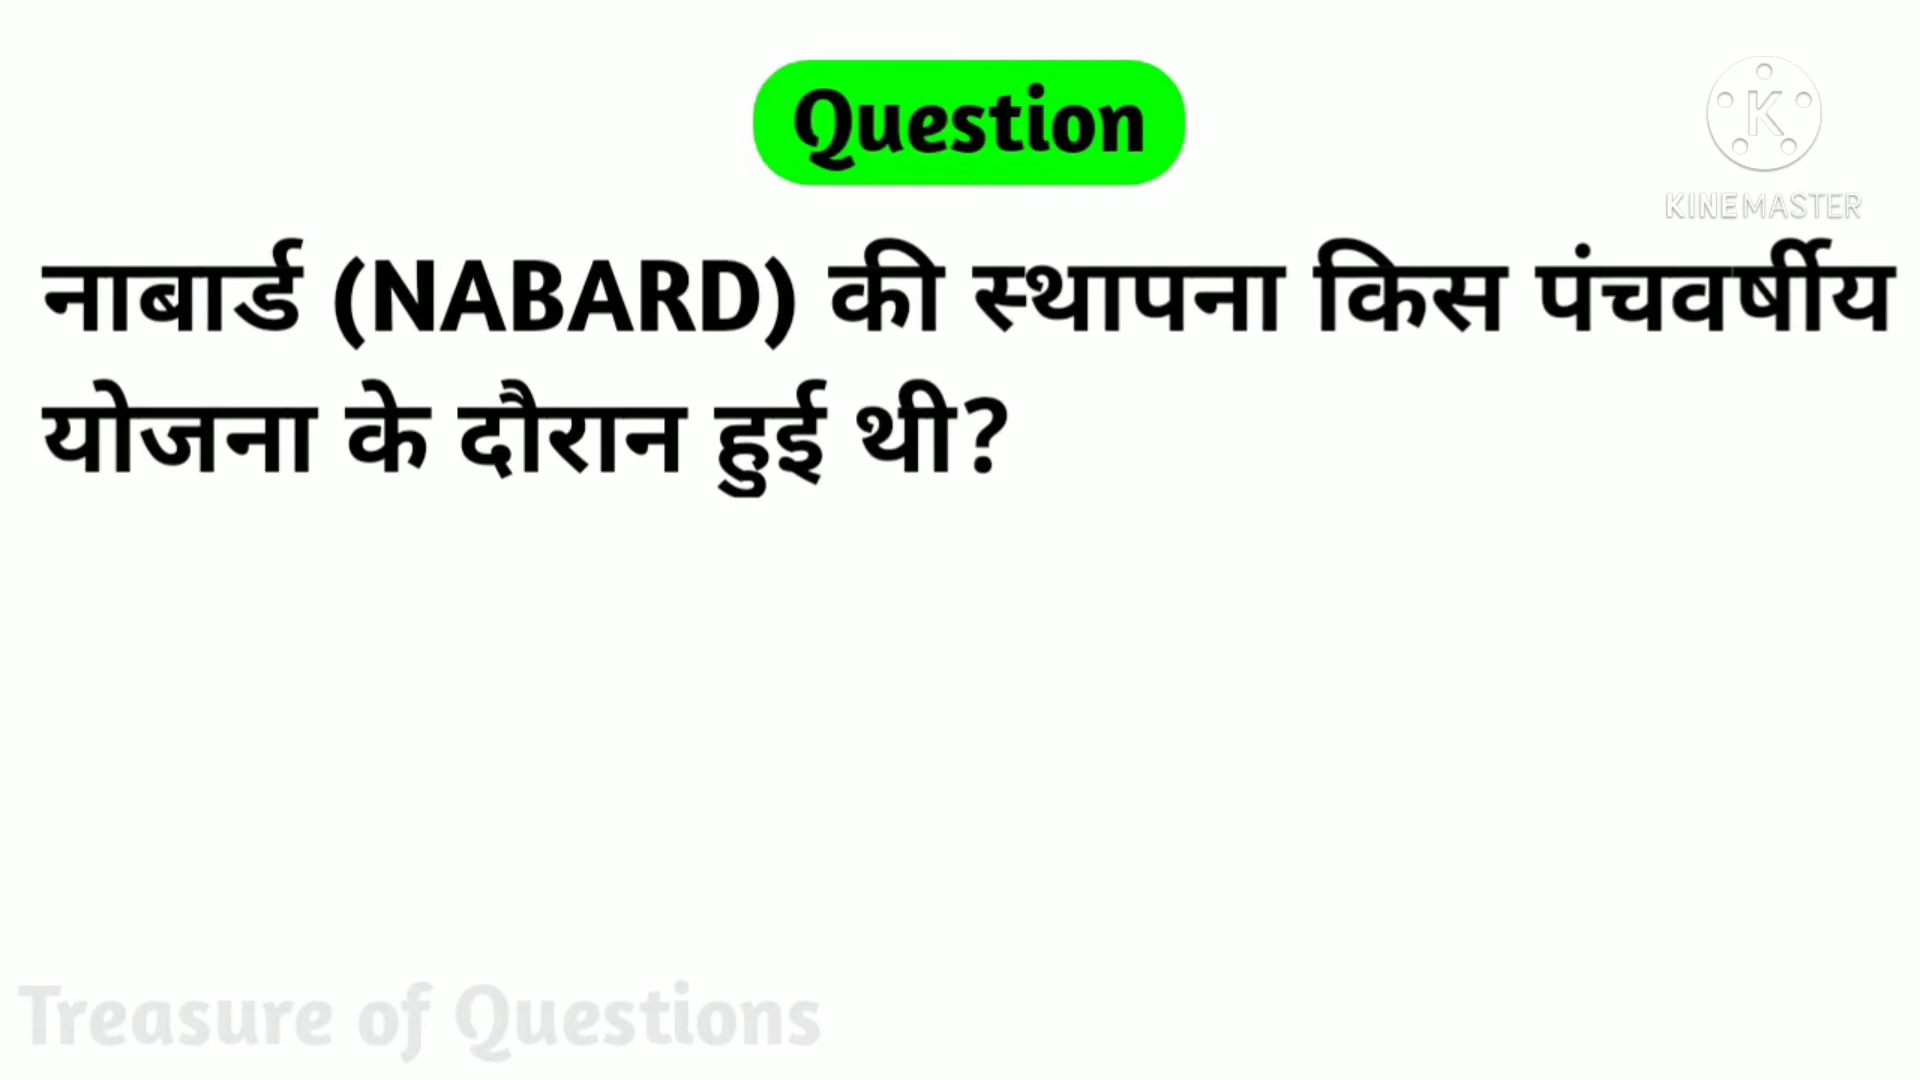 Question
K
KINEMASTER
नाबार्ड (NABARD) की स्थापना किस पंचवर्षीय
योजना के दौरान हुई थी?
Treasure of Questions